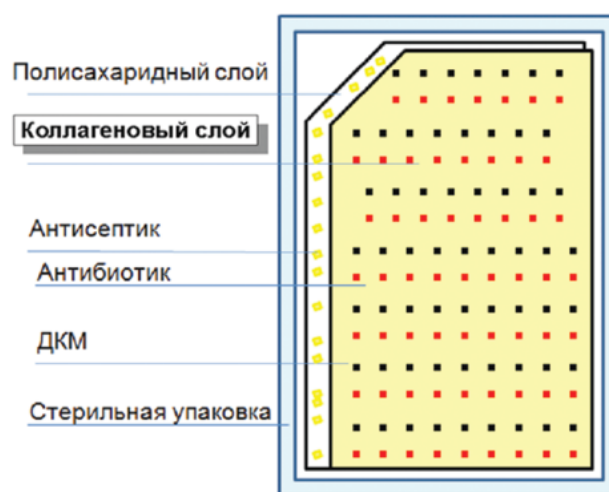 Полисахаридный слой
Коллагеновый слой
Антисептик
Антибиотик
ДКМ
Стерильная упаковка